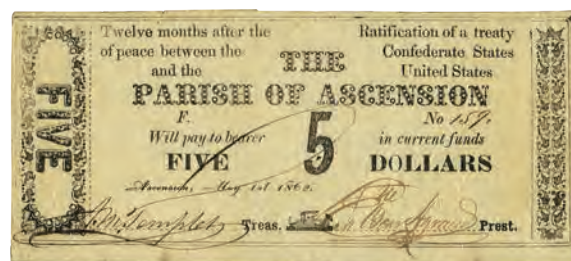 FIVE
Twelve months after the Ratification of a treaty
of peace between the THE Confederate States
and the United States
PARISH OF ASCENSION
F. No 159.
Will pay to bearer 5 in current funds
FIVE DOLLARS
Ascension, May 1st 186
Treas. Prest.